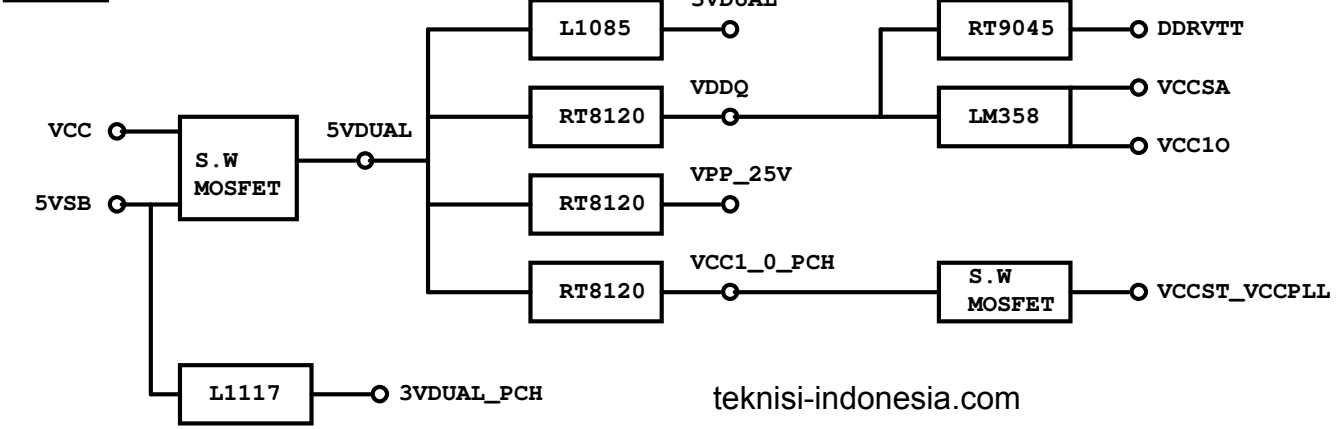 3VDUAL
L1085
RT9045
DDRVTT
VDDQ
VCCSA
RT8120
LM358
VCC
5VDUAL
VCC1O
S.W
MOSFET
VPP_25V
5VSB
RT8120
VCC1_0_PCH
RT8120
S.W
MOSFET
VCCST_VCCPLL
L1117
3VDUAL_PCH
teknisi-indonesia.com